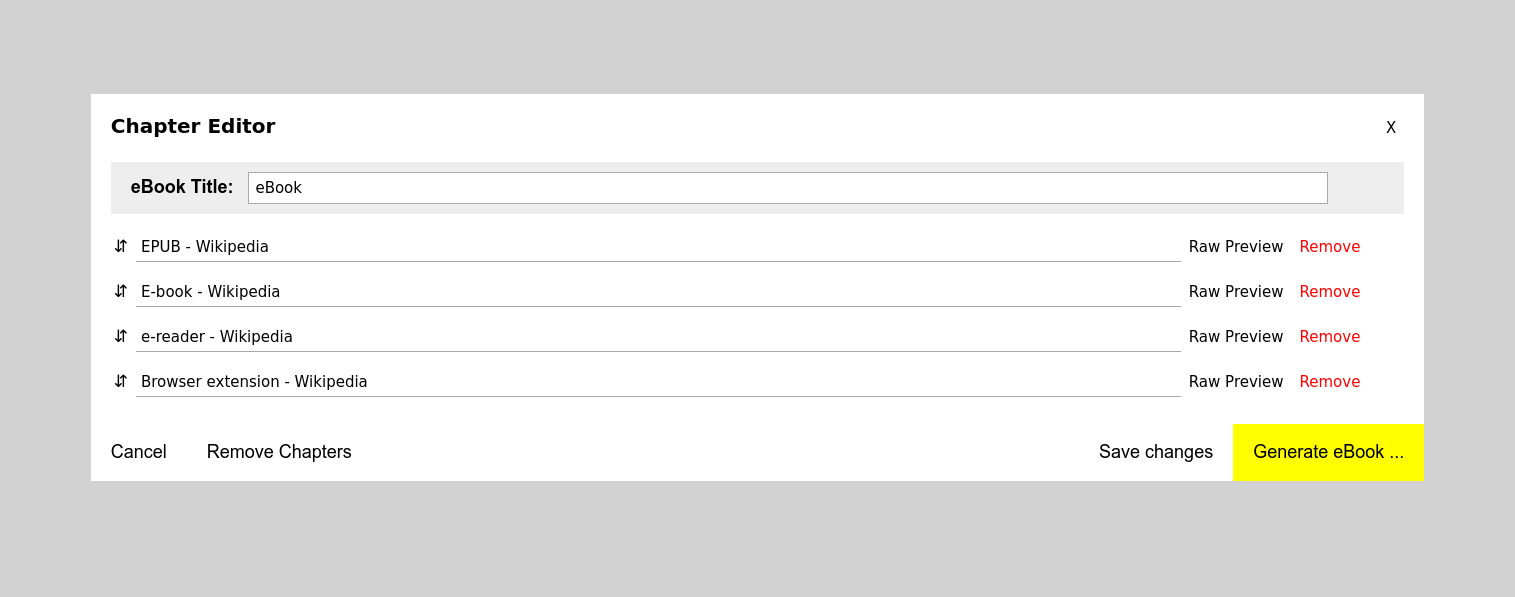 Chapter Editor X
eBook Title: eBook
⇵ EPUB - Wikipedia Raw Preview Remove
⇵ E-book - Wikipedia Raw Preview Remove
⇵ e-reader - Wikipedia Raw Preview Remove
⇵ Browser extension - Wikipedia Raw Preview Remove
Cancel Remove Chapters Save changes Generate eBook ...